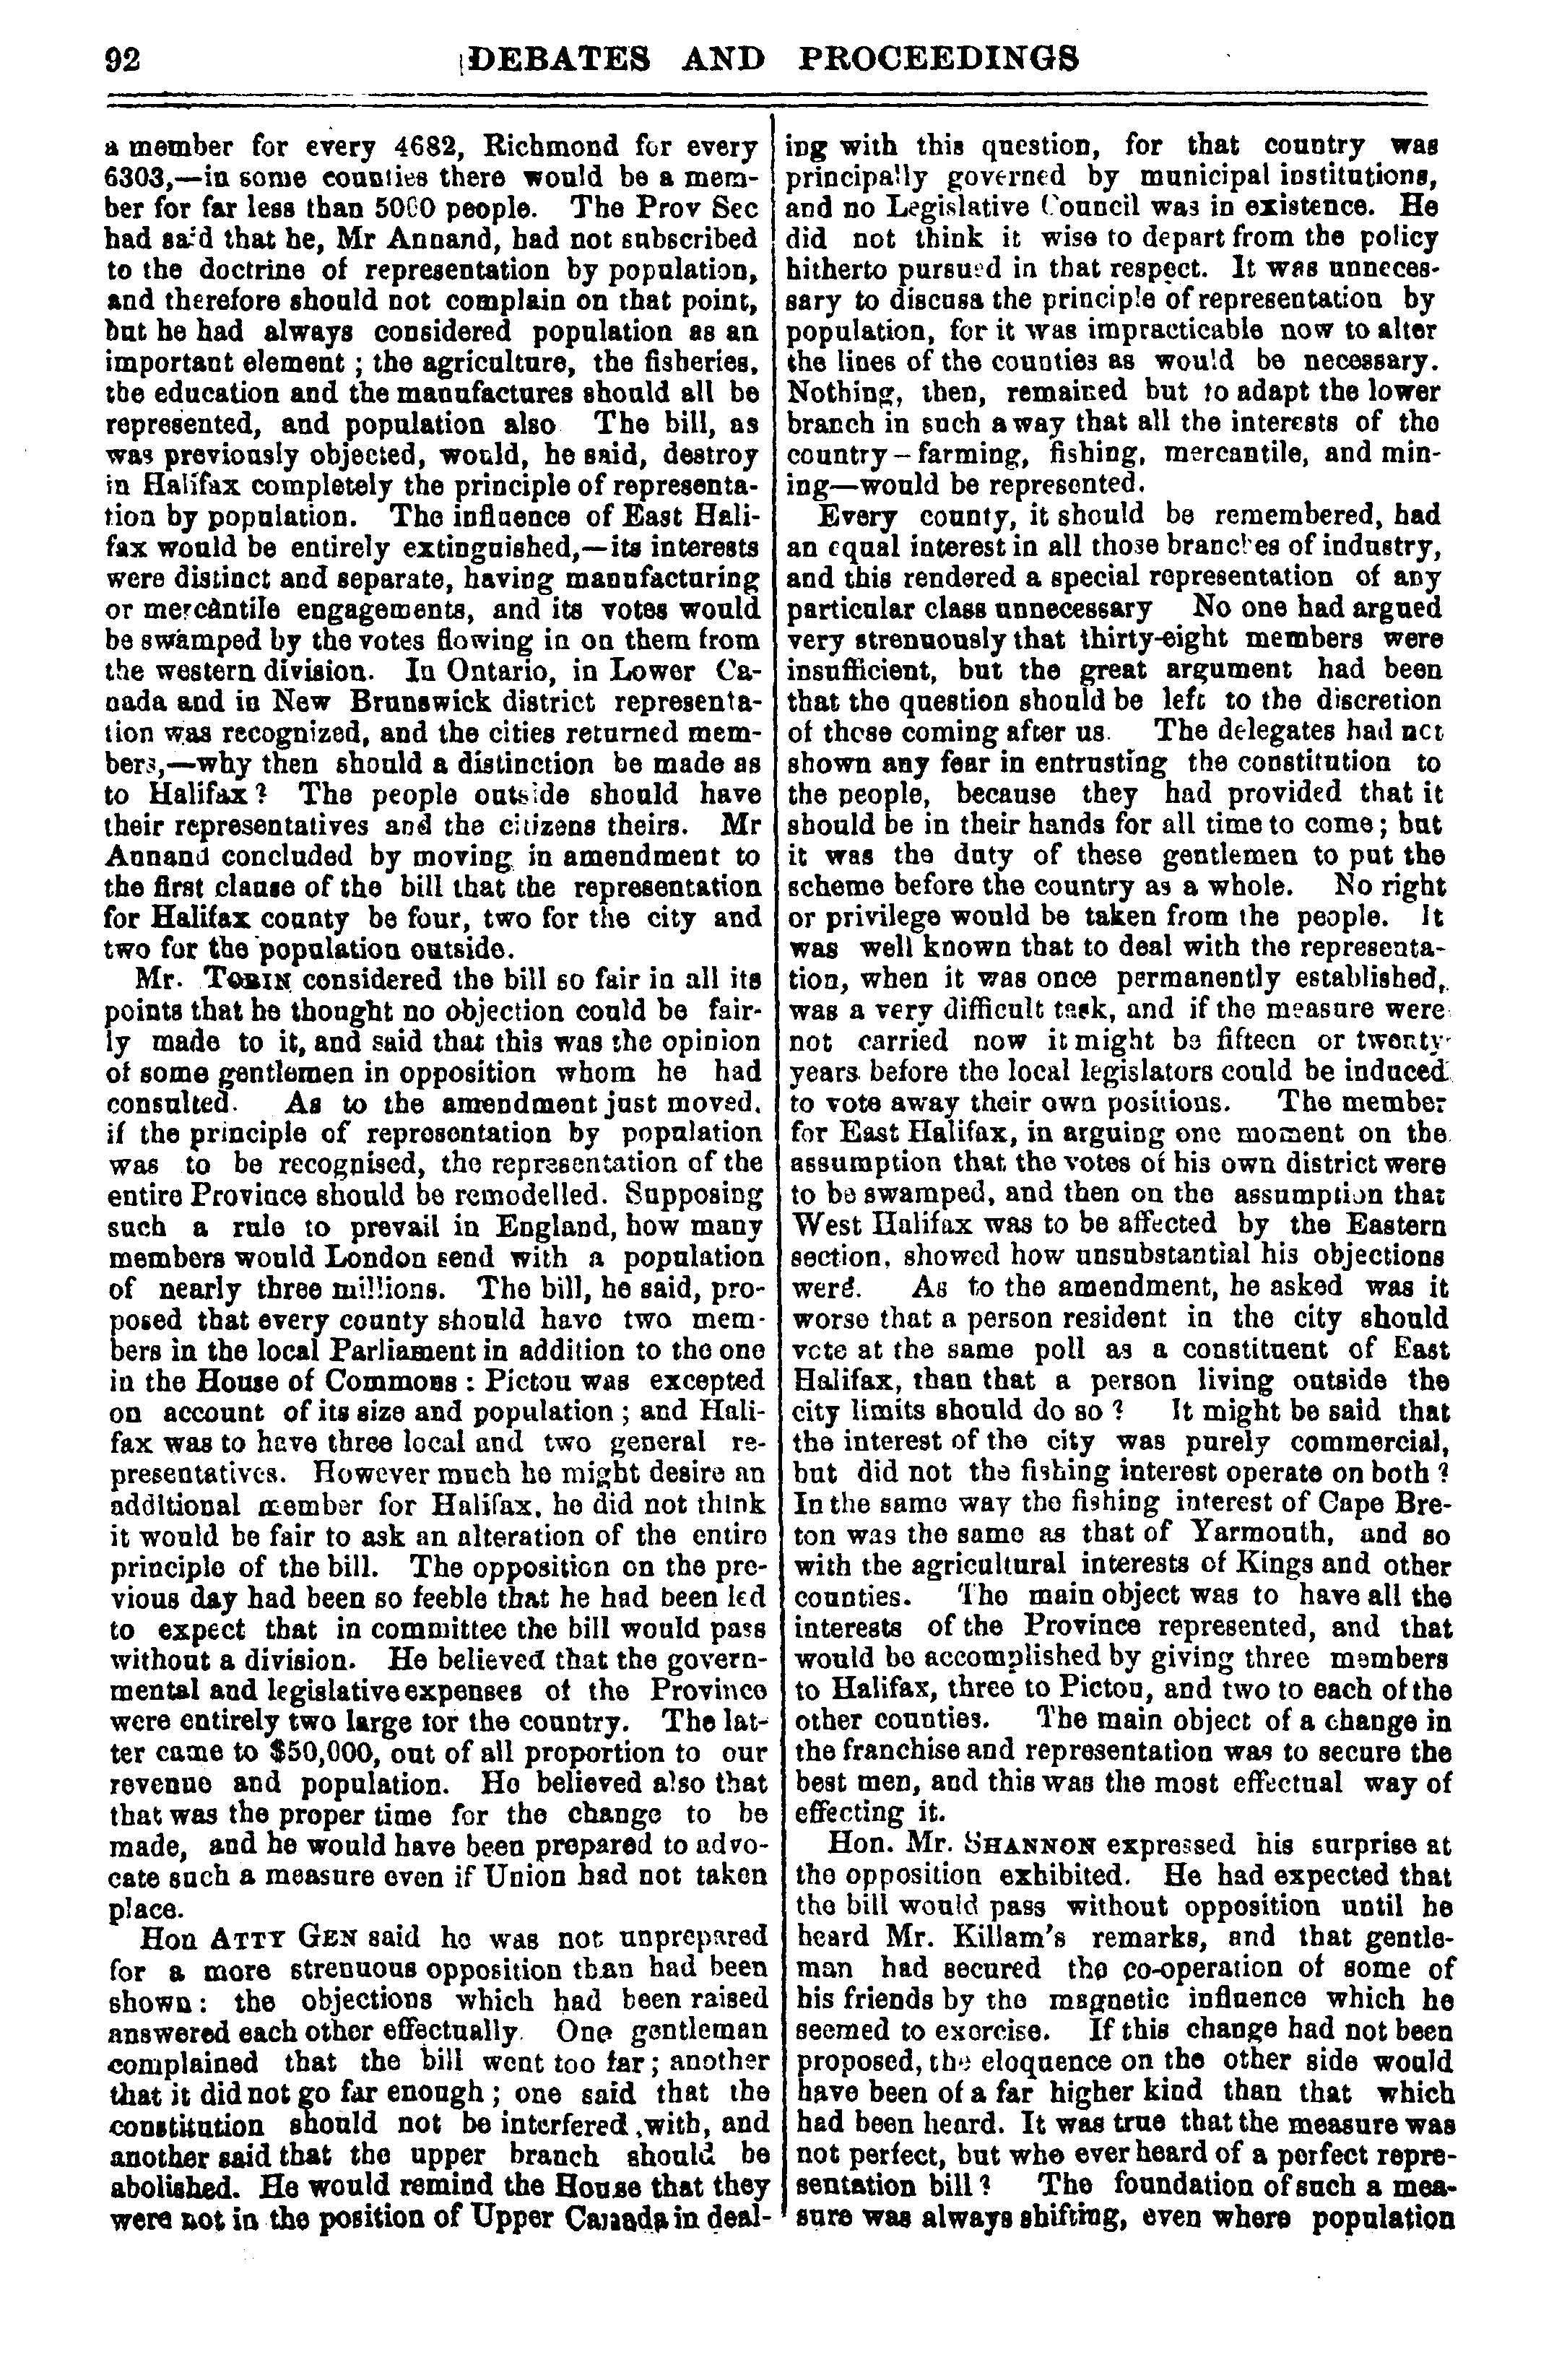 92
DEBATES AND PROCEEDINGS
a member for every 4682, Richmond for every
6303,—in some counties there would be a mem-
ber for far less than 5000 people. The Prov Sec
had said that he, Mr Annand, had not subscribed
to the doctrine of representation by population,
and therefore should not complain on that point,
but he had always considered population as an
important element ; the agriculture, the fisheries,
the education and the manufactures should all be
represented, and population also The bill, as
was previously objected, would, he said, destroy
in Halifax completely the principle of representa-
tion by population. The influence of East Hali-
fax would be entirely extinguished,—its interests
were distinct and separate, having manufacturing
or mercantile engagements, and its votes would
be swamped by the votes flowing in on them from
the western division. In Ontario, in Lower Ca-
nada and in New Brunswick district representa-
tion was recognized, and the cities returned mem-
bers,—why then should a distinction be made as
to Halifax ? The people outside should have
their representatives and the citizens theirs. Mr
Annand concluded by moving in amendment to
the first clause of the bill that the representation
for Halifax county be four, two for the city and
two for the population outside.
Mr. TOBIN considered the bill so fair in all its
points that he thought no objection could be fair-
ly made to it, and said that this was the opinion
of some gentlemen in opposition whom he had
consulted. As to the amendment just moved,
if the principle of representation by population
was to be recognised, the representation of the
entire Province should be remodelled. Supposing
such a rule to prevail in England, how many
members would London send with a population
of nearly three millions. The bill, he said, pro-
posed that every county should have two mem-
bers in the local Parliament in addition to the one
in the House of Commons : Pictou was excepted
on account of its size and population ; and Hali-
fax was to have three local and two general re-
presentatives. However much he might desire an
additional member for Halifax, he did not think
it would be fair to ask an alteration of the entire
principle of the bill. The opposition on the pre-
vious day had been so feeble that he had been led
to expect that in committee the bill would pass
without a division. He believed that the govern-
mental and legislative expenses of the Province
were entirely two large for the country. The lat-
ter came to $50,000, out of all proportion to our
revenue and population. He believed also that
that was the proper time for the change to be
made, and he would have been prepared to advo-
cate such a measure even if Union had not taken
place.
Hon ATTY GEN said he was not unprepared
for a more strenuous opposition than had been
shown : the objections which had been raised
answered each other effectually. One gentleman
complained that the bill went too far ; another
that it did not go far enough ; one said that the
constitution should not be interfered with, and
another said that the upper branch should be
abolished. He would remind the House that they
were not in the position of Upper Canada in deal-
ing with this question, for that country was
principally governed by municipal institutions,
and no Legislative Council was in existence. He
did not think it wise to depart from the policy
hitherto pursued in that respect. It was unneces-
sary to discuss the principle of representation by
population, for it was impracticable now to alter
the lines of the counties as would be necessary.
Nothing, then, remained but to adapt the lower
branch in such a way that all the interests of the
country – farming, fishing, mercantile, and min-
ing—would be represented.
Every county, it should be remembered, had
an equal interest in all those branches of industry,
and this rendered a special representation of any
particular class unnecessary No one had argued
very strenuously that thirty-eight members were
insufficient, but the great argument had been
that the question should be left to the discretion
of those coming after us. The delegates had not
shown any fear in entrusting the constitution to
the people, because they had provided that it
should be in their hands for all time to come ; but
it was the duty of these gentlemen to put the
scheme before the country as a whole. No right
or privilege would be taken from the people. It
was well known that to deal with the representa-
tion, when it was once permanently established,
was a very difficult task, and if the measure were
not carried now it might be fifteen or twenty
years before the local legislators could be induced
to vote away their own positions. The member
for East Halifax, in arguing one moment on the
assumption that the votes of his own district were
to be swamped, and then on the assumption that
West Halifax was to be affected by the Eastern
section, showed how unsubstantial his objections
were. As to the amendment, he asked was it
worse that a person resident in the city should
vote at the same poll as a constituent of East
Halifax, than that a person living outside the
city limits should do so ? It might be said that
the interest of the city was purely commercial,
but did not the fishing interest operate on both ?
In the same way the fishing interest of Cape Bre-
ton was the same as that of Yarmouth, and so
with the agricultural interests of Kings and other
counties. The main object was to have all the
interests of the Province represented, and that
would be accomplished by giving three members
to Halifax, three to Pictou, and two to each of the
other counties. The main object of a change in
the franchise and representation was to secure the
best men, and this was the most effectual way of
effecting it.
Hon. Mr. SHANNON expressed his surprise at
the opposition exhibited. He had expected that
the bill would pass without opposition until he
heard Mr. Killam's remarks, and that gentle-
man had secured the co-operation of some of
his friends by the magnetic influence which he
seemed to exercise. If this change had not been
proposed, the eloquence on the other side would
have been of a far higher kind than that which
had been heard. It was true that the measure was
not perfect, but who ever heard of a perfect repre-
sentation bill ? The foundation of such a mea-
sure was always shifting, even where population